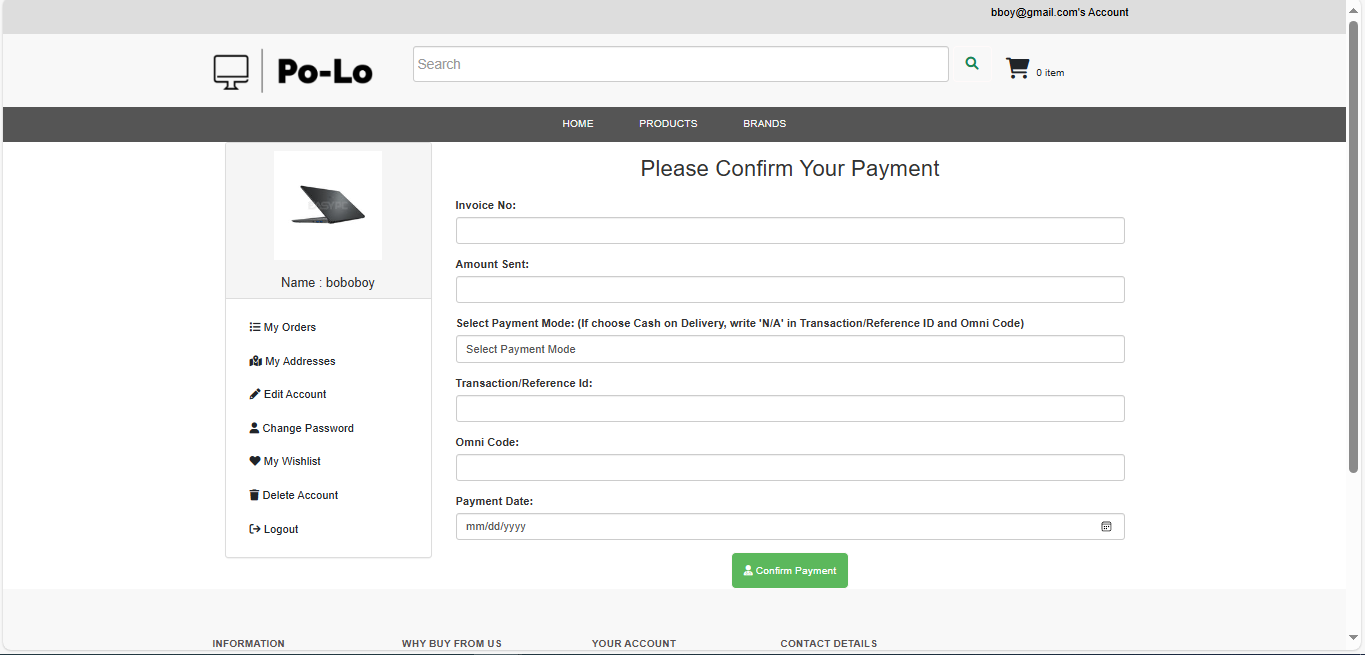 bboy@gmail.com's Account
Po-Lo
Search
0 item
HOME PRODUCTS BRANDS
Name : boboboy
My Orders
My Addresses
Edit Account
Change Password
My Wishlist
Delete Account
Logout
Please Confirm Your Payment
Invoice No:
Amount Sent:
Select Payment Mode: (If choose Cash on Delivery, write 'N/A' in Transaction/Reference ID and Omni Code)
Select Payment Mode
Transaction/Reference Id:
Omni Code:
Payment Date:
mm/dd/yyyy
Confirm Payment
INFORMATION WHY BUY FROM US YOUR ACCOUNT CONTACT DETAILS